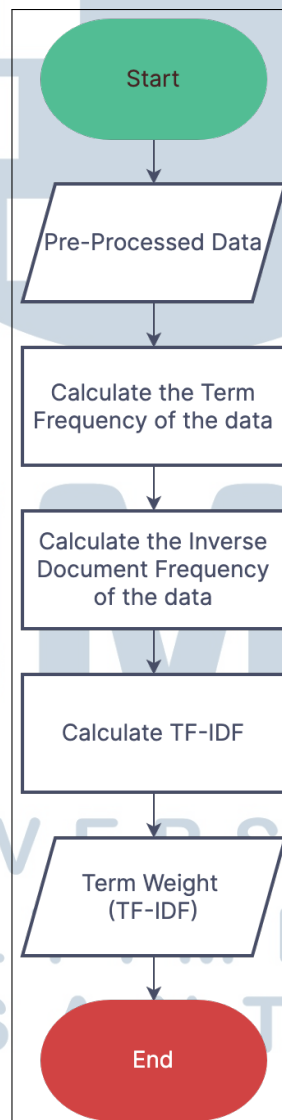 Start
Pre-Processed Data
Calculate the Term
Frequency of the data
Calculate the Inverse
Document Frequency
of the data
Calculate TF-IDF
Term Weight
(TF-IDF)
End